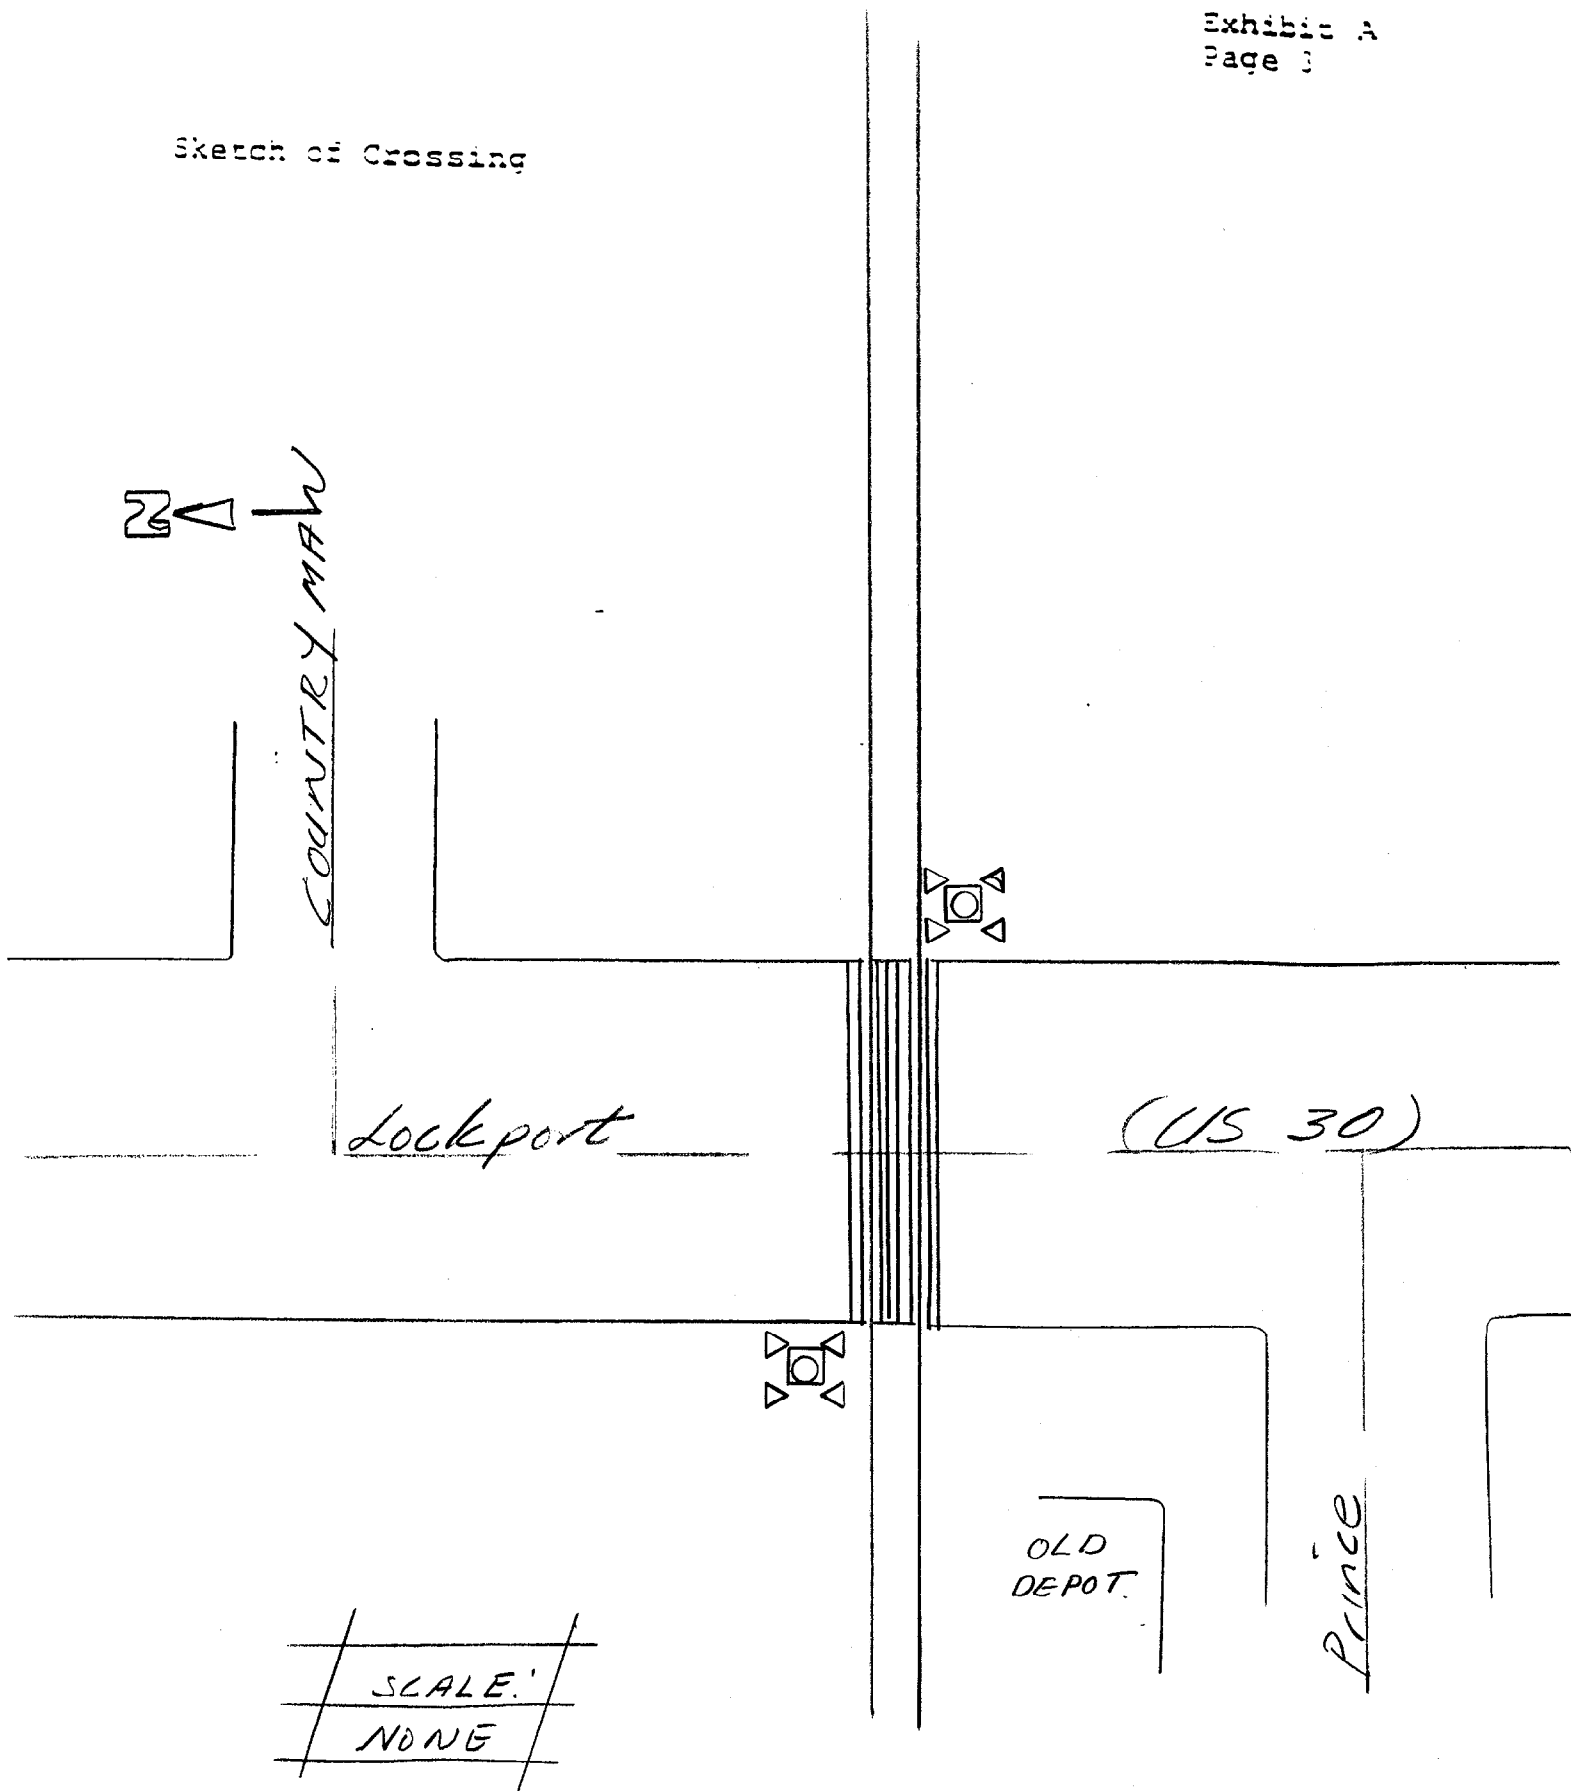 Exhibit A
Page 3
Sketch of Crossing
N
COUNTRY MAN
Lockport
(US 30)
OLD
DEPOT.
Prince
SCALE:
NONE